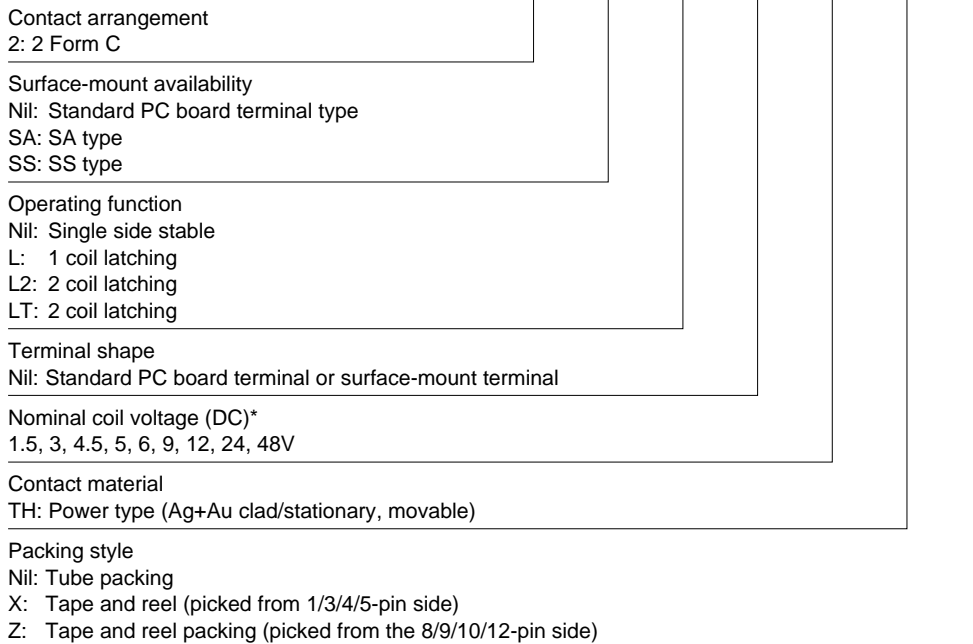 Contact arrangement
2: 2 Form C
Surface-mount availability
Nil: Standard PC board terminal type
SA: SA type
SS: SS type
Operating function
Nil: Single side stable
L: 1 coil latching
L2: 2 coil latching
LT: 2 coil latching
Terminal shape
Nil: Standard PC board terminal or surface-mount terminal
Nominal coil voltage (DC)*
1.5, 3, 4.5, 5, 6, 9, 12, 24, 48V
Contact material
TH: Power type (Ag+Au clad/stationary, movable)
Packing style
Nil: Tube packing
X: Tape and reel (picked from 1/3/4/5-pin side)
Z: Tape and reel packing (picked from the 8/9/10/12-pin side)